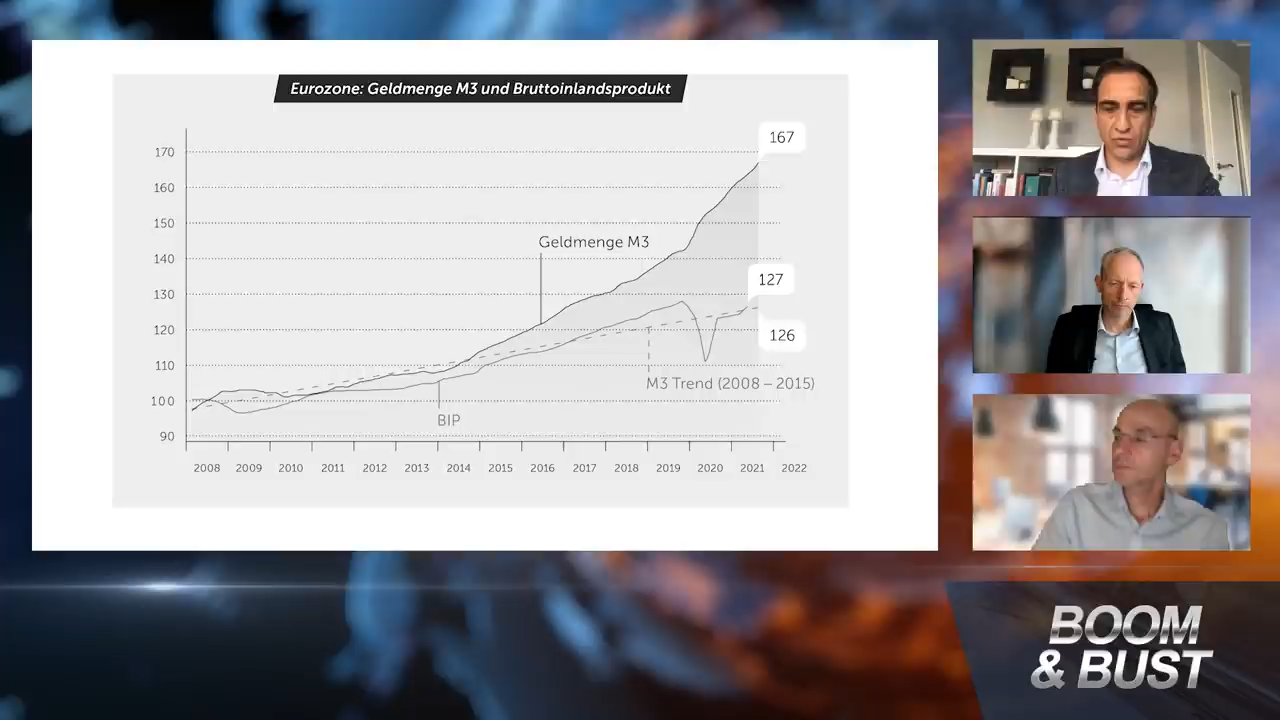 Eurozone: Geldmenge M3 und Bruttoinlandsprodukt
167
170
160
150
Geldmenge M3
140
127
130
126
120
110
M3 Trend (2008 – 2015)
100
BIP
90
2008 2009 2010 2011 2012 2013 2014 2015 2016 2017 2018 2019 2020 2021 2022
BOOM
& BUST